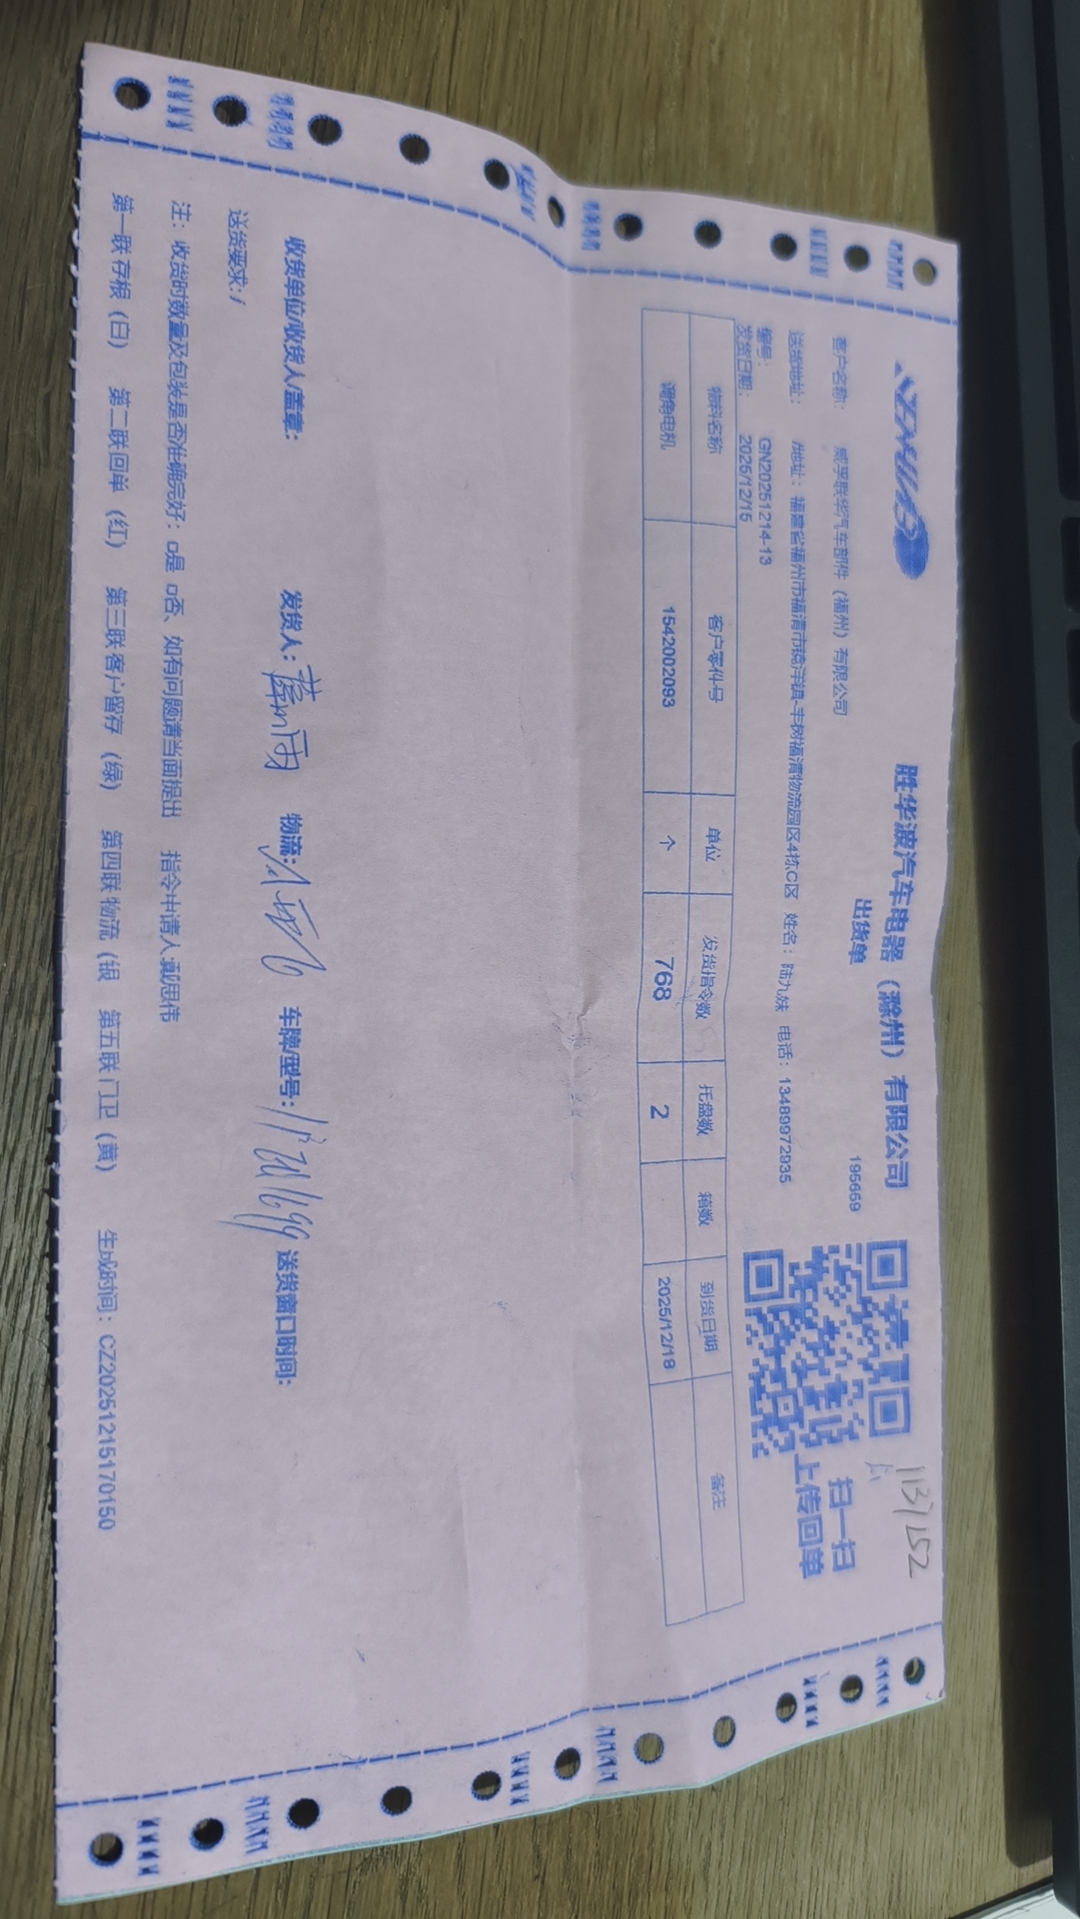 胜华波汽车电器（滁州）有限公司
出货单
195659
客户名称： 威孚联华汽车部件（福州）有限公司
送货地址： /地址：福建省福州市福清市镜洋镇-丰树福清物流园区4栋C区 姓名：陆九妹 电话：13489972935
编号： GN20251214-13
发货日期： 2025/12/15
扫一扫
上传回单
物料名称 客户零件号 单位 发货指令数 托盘数 箱数 到货日期 备注
调角电机 1542002093 个 768 2 2025/12/18
收货单位/收货人/盖章： 发货人： 物流： 车牌/型号： 送货窗口时间：
送货要求：/
注：收货时数量及包装是否准确完好：□是 □否、如有问题请当面提出 指令申请人:戴思伟
第一联存根（白） 第二联回单（红） 第三联客户留存（绿） 第四联物流（银 第五联门卫（黄） 生成时间：CZ20251215170150